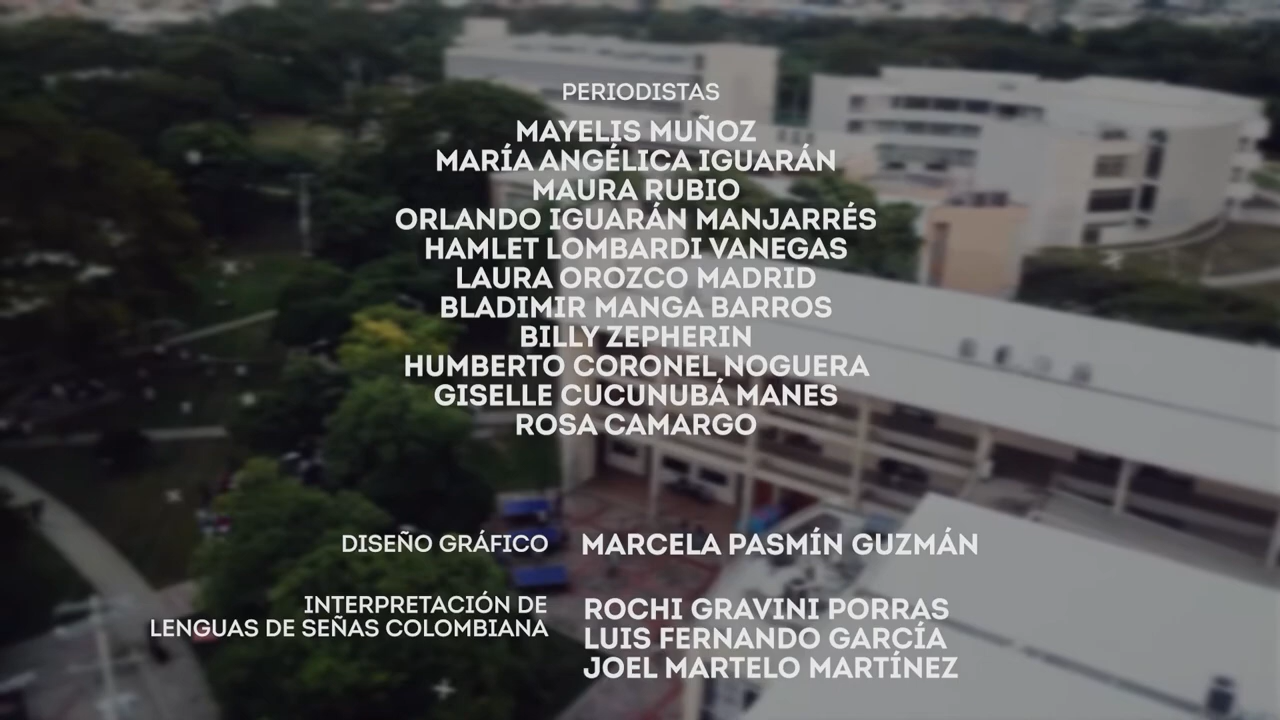 PERIODISTAS
MAYELIS MUÑOZ
MARÍA ANGÉLICA IGUARÁN
MAURA RUBIO
ORLANDO IGUARÁN MANJARRÉS
HAMLET LOMBARDI VANEGAS
LAURA OROZCO MADRID
BLADIMIR MANGA BARROS
BILLY ZEPHERIN
HUMBERTO CORONEL NOGUERA
GISELLE CUCUNUBÁ MANES
ROSA CAMARGO
DISEÑO GRÁFICO MARCELA PASMÍN GUZMÁN
INTERPRETACIÓN DE
LENGUAS DE SEÑAS COLOMBIANA
ROCHI GRAVINI PORRAS
LUIS FERNANDO GARCÍA
JOEL MARTELO MARTÍNEZ